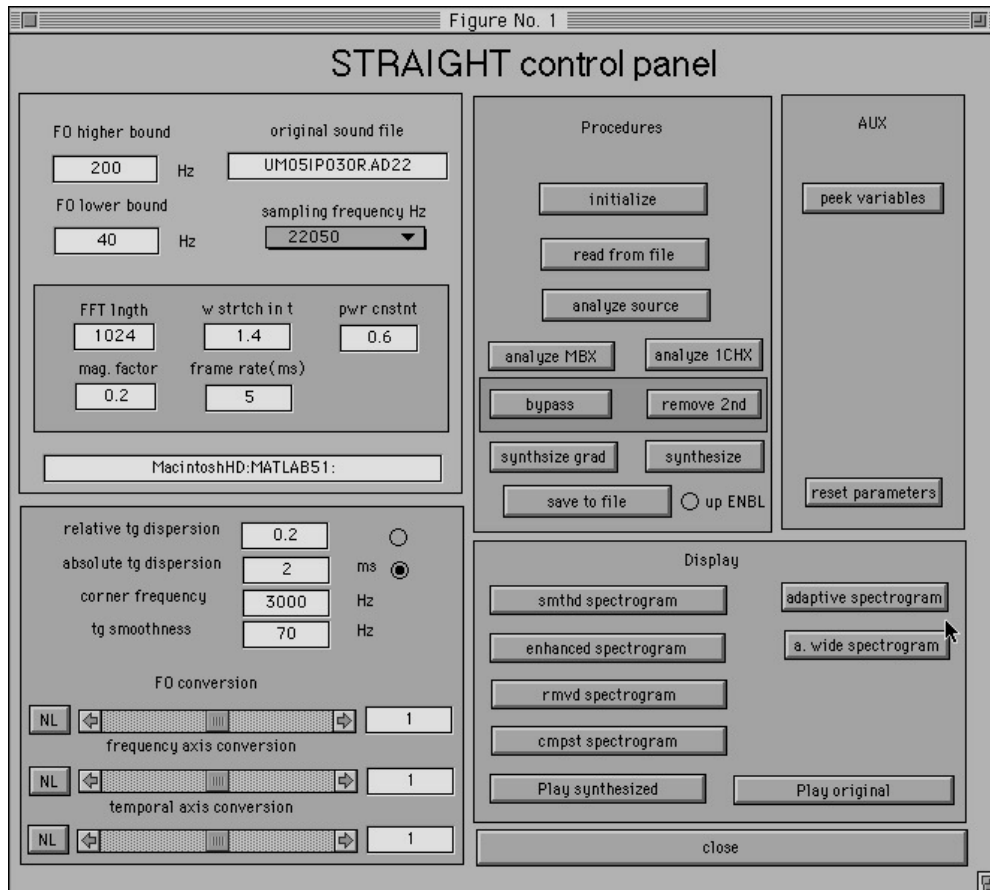 Figure No. 1
STRAIGHT control panel
F0 higher bound
200 Hz
original sound file
UM05IP030R.AD22
F0 lower bound
40 Hz
sampling frequency Hz
22050
FFT lngth
1024
w strtch in t
1.4
pwr cnstnt
0.6
mag. factor
0.2
frame rate(ms)
5
MacintoshHD:MATLAB51:
relative tg dispersion 0.2
absolute tg dispersion 2 ms
corner frequency 3000 Hz
tg smoothness 70 Hz
F0 conversion
NL 1
frequency axis conversion
NL 1
temporal axis conversion
NL 1
Procedures
initialize
read from file
analyze source
analyze MBX analyze 1CHX
bypass remove 2nd
synthsize grad synthesize
save to file up ENBL
AUX
peek variables
reset parameters
Display
smthd spectrogram adaptive spectrogram
enhanced spectrogram a. wide spectrogram
rmvd spectrogram
cmpst spectrogram
Play synthesized Play original
close